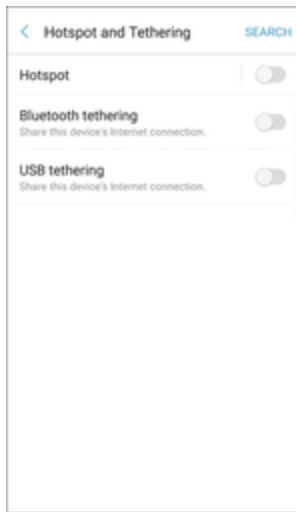 Hotspot and Tethering SEARCH
Hotspot
Bluetooth tethering
Share this device's Internet connection.
USB tethering
Share this device's Internet connection.